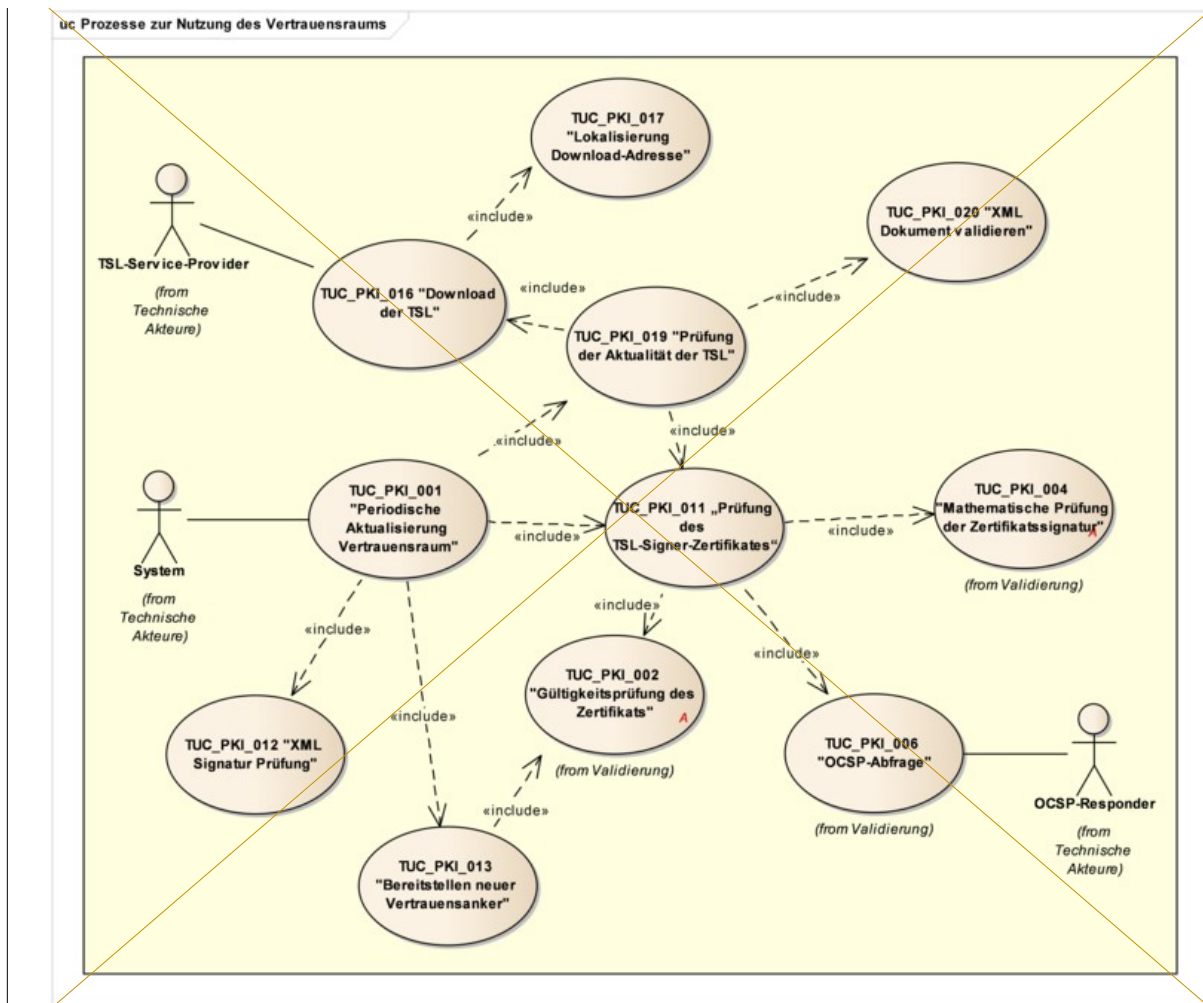 uc Prozesse zur Nutzung des Vertrauensraums
TUC_PKI_017
"Lokalisierung
Download-Adresse"
«include»
TSL-Service-Provider
(from
Technische
Akteure)
TUC_PKI_016 "Download
der TSL"
«include»
TUC_PKI_020 "XML
Dokument validieren"
«include»
TUC_PKI_019 "Prüfung
der Aktualität der TSL"
«include»
«include»
System
(from
Technische
Akteure)
TUC_PKI_001
"Periodische
Aktualisierung
Vertrauensraum"
«include»
TUC_PKI_011 „Prüfung
des
TSL-Signer-Zertifikates“
«include»
TUC_PKI_004
"Mathematische Prüfung
der Zertifikatssignatur"
A
(from Validierung)
«include»
«include»
«include»
«include»
TUC_PKI_002
"Gültigkeitsprüfung des
Zertifikats"
A
(from Validierung)
TUC_PKI_012 "XML
Signatur Prüfung"
«include»
TUC_PKI_006
"OCSP-Abfrage"
(from Validierung)
OCSP-Responder
(from
Technische
Akteure)
TUC_PKI_013
"Bereitstellen neuer
Vertrauensanker"